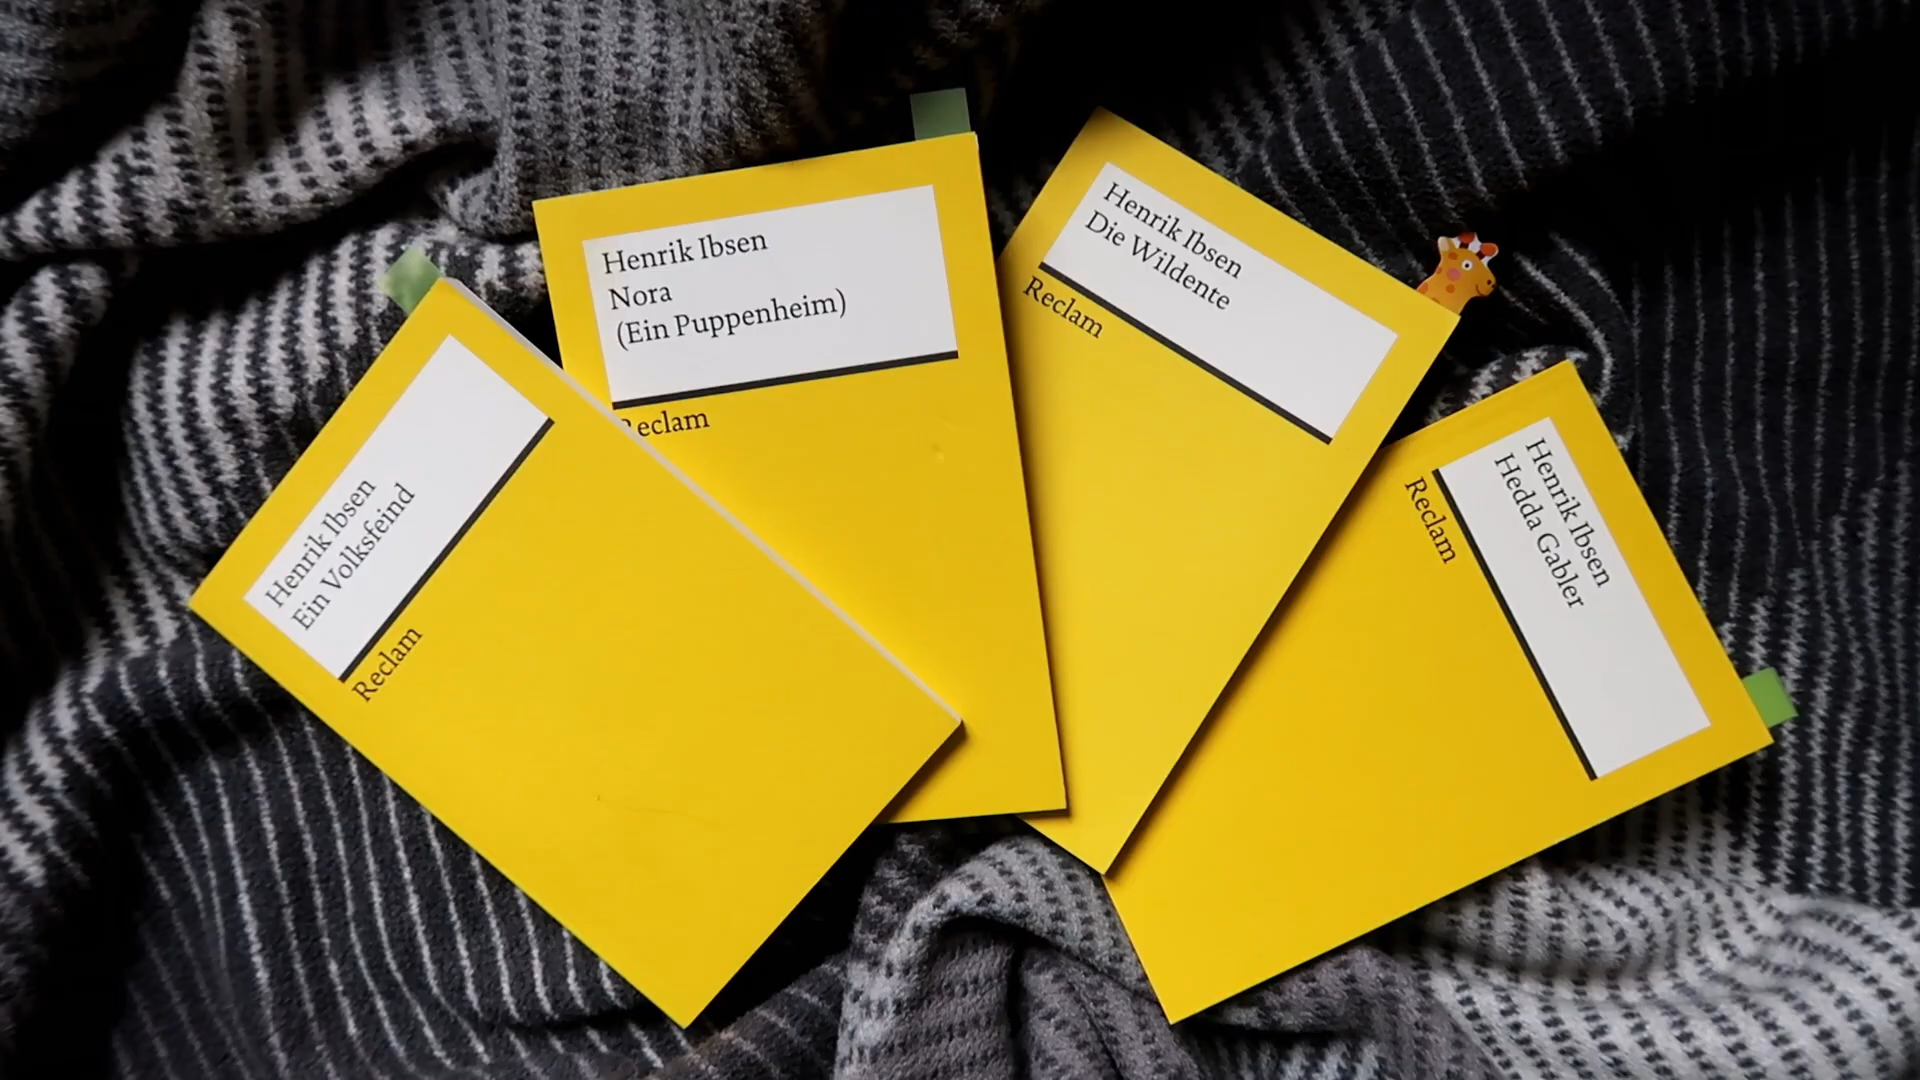 Henrik Ibsen
Ein Volksfeind
Reclam
Henrik Ibsen
Nora
(Ein Puppenheim)
Reclam
Henrik Ibsen
Die Wildente
Reclam
Henrik Ibsen
Hedda Gabler
Reclam